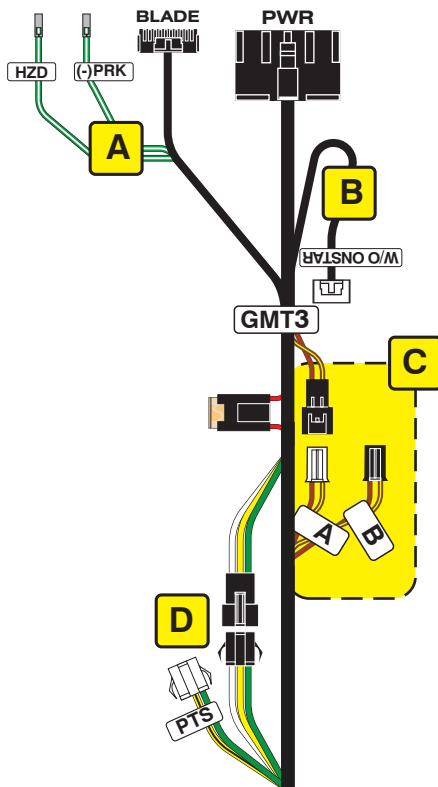 BLADE
PWR
HZD
(-)PRK
A
B
W/O ONSTAR
GMT3
C
A
B
D
PTS